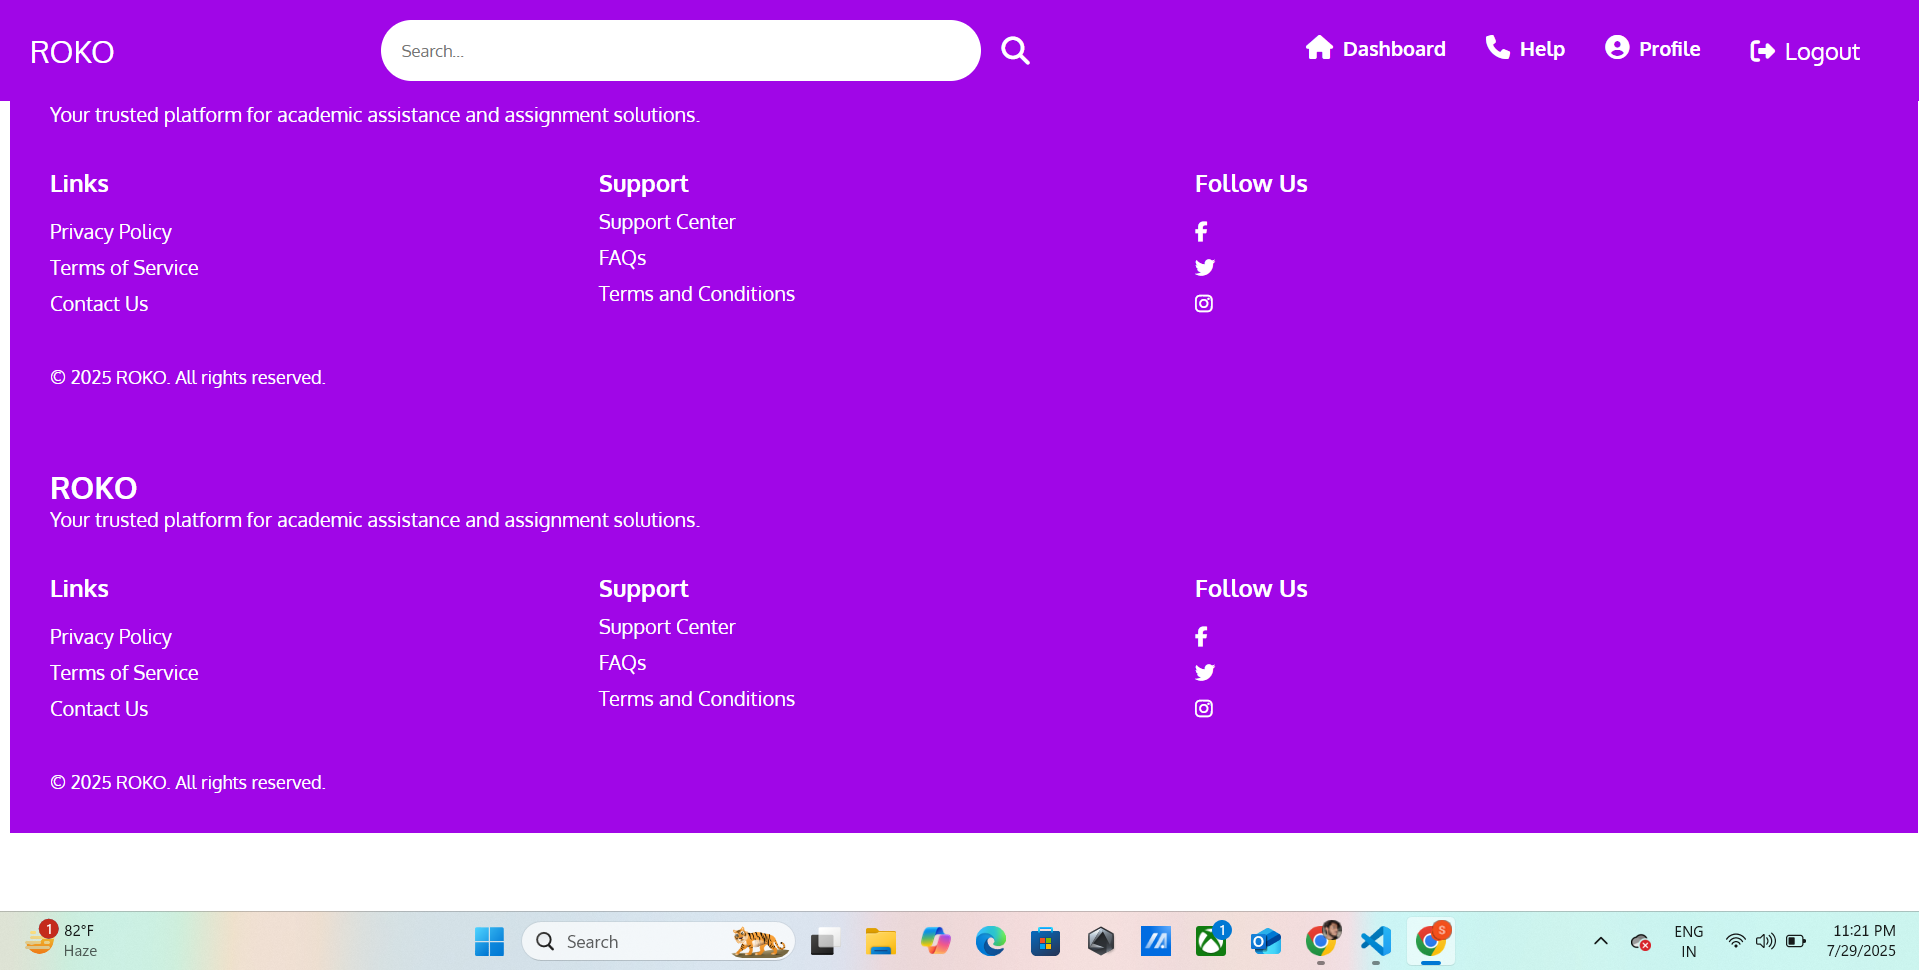 ROKO
Search...
Dashboard
Help
Profile
Logout
Your trusted platform for academic assistance and assignment solutions.
Links
Privacy Policy
Terms of Service
Contact Us
Support
Support Center
FAQs
Terms and Conditions
Follow Us
© 2025 ROKO. All rights reserved.
ROKO
Your trusted platform for academic assistance and assignment solutions.
Links
Privacy Policy
Terms of Service
Contact Us
Support
Support Center
FAQs
Terms and Conditions
Follow Us
© 2025 ROKO. All rights reserved.
1
82°F
Haze
Search
1
S
ENG
IN
11:21 PM
7/29/2025